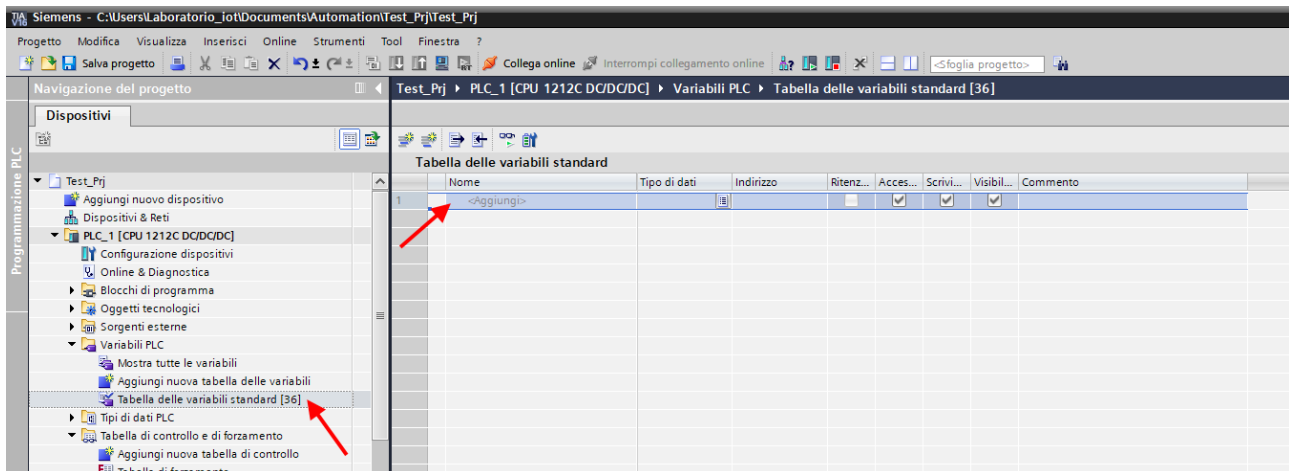 Siemens - C:\Users\Laboratorio_iot\Documents\Automation\Test_Prj\Test_Prj
Progetto Modifica Visualizza Inserisci Online Strumenti Tool Finestra ?
Salva progetto Collega online Interrompi collegamento online <Sfoglia progetto>
Navigazione del progetto
Test_Prj ▸ PLC_1 [CPU 1212C DC/DC/DC] ▸ Variabili PLC ▸ Tabella delle variabili standard [36]
Dispositivi
Programmazione PLC
Tabella delle variabili standard
Nome Tipo di dati Indirizzo Ritenz... Acces... Scrivi... Visibil... Commento
1 <Aggiungi>
Test_Prj
Aggiungi nuovo dispositivo
Dispositivi & Reti
PLC_1 [CPU 1212C DC/DC/DC]
Configurazione dispositivi
Online & Diagnostica
Blocchi di programma
Oggetti tecnologici
Sorgenti esterne
Variabili PLC
Mostra tutte le variabili
Aggiungi nuova tabella delle variabili
Tabella delle variabili standard [36]
Tipi di dati PLC
Tabella di controllo e di forzamento
Aggiungi nuova tabella di controllo